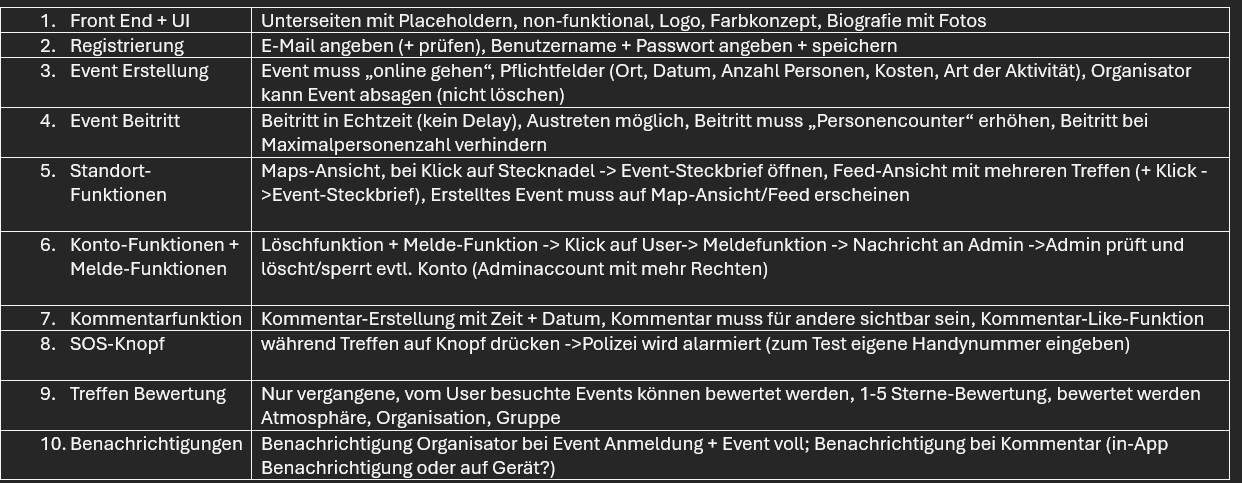 1. Front End + UI Unterseiten mit Placeholdern, non-funktional, Logo, Farbkonzept, Biografie mit Fotos
2. Registrierung E-Mail angeben (+ prüfen), Benutzername + Passwort angeben + speichern
3. Event Erstellung Event muss „online gehen“, Pflichtfelder (Ort, Datum, Anzahl Personen, Kosten, Art der Aktivität), Organisator
kann Event absagen (nicht löschen)
4. Event Beitritt Beitritt in Echtzeit (kein Delay), Austreten möglich, Beitritt muss „Personencounter“ erhöhen, Beitritt bei
Maximalpersonenzahl verhindern
5. Standort-
Funktionen
Maps-Ansicht, bei Klick auf Stecknadel -> Event-Steckbrief öffnen, Feed-Ansicht mit mehreren Treffen (+ Klick -
>Event-Steckbrief), Erstelltes Event muss auf Map-Ansicht/Feed erscheinen
6. Konto-Funktionen +
Melde-Funktionen
Löschfunktion + Melde-Funktion -> Klick auf User-> Meldefunktion -> Nachricht an Admin ->Admin prüft und
löscht/sperrt evtl. Konto (Adminaccount mit mehr Rechten)
7. Kommentarfunktion Kommentar-Erstellung mit Zeit + Datum, Kommentar muss für andere sichtbar sein, Kommentar-Like-Funktion
8. SOS-Knopf während Treffen auf Knopf drücken ->Polizei wird alarmiert (zum Test eigene Handynummer eingeben)
9. Treffen Bewertung Nur vergangene, vom User besuchte Events können bewertet werden, 1-5 Sterne-Bewertung, bewertet werden
Atmosphäre, Organisation, Gruppe
10. Benachrichtigungen Benachrichtigung Organisator bei Event Anmeldung + Event voll; Benachrichtigung bei Kommentar (in-App
Benachrichtigung oder auf Gerät?)